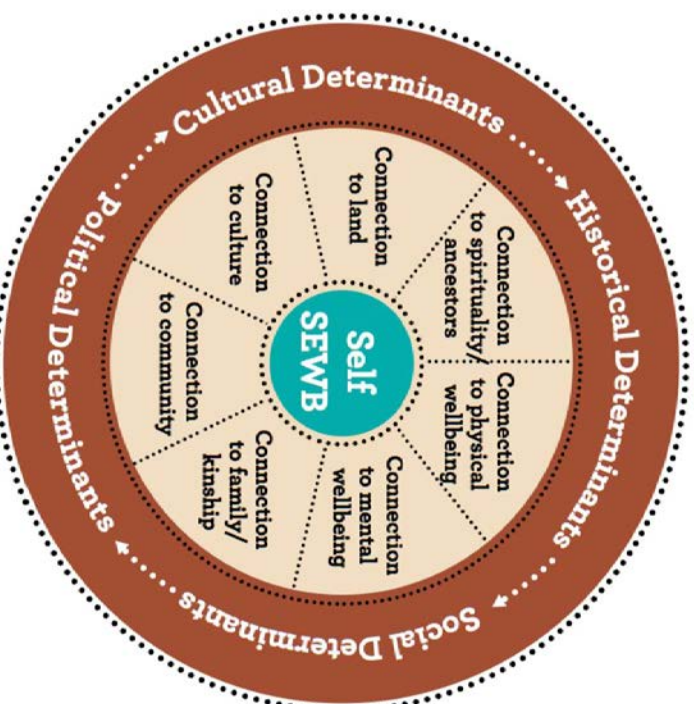 Self
SEWB
Connection
to spirituality/
ancestors
Connection
to physical
wellbeing
Connection
to mental
wellbeing
Connection
to family/
kinship
Connection
to community
Connection
to culture
Connection
to land
Historical Determinants
Social Determinants
Political Determinants
Cultural Determinants